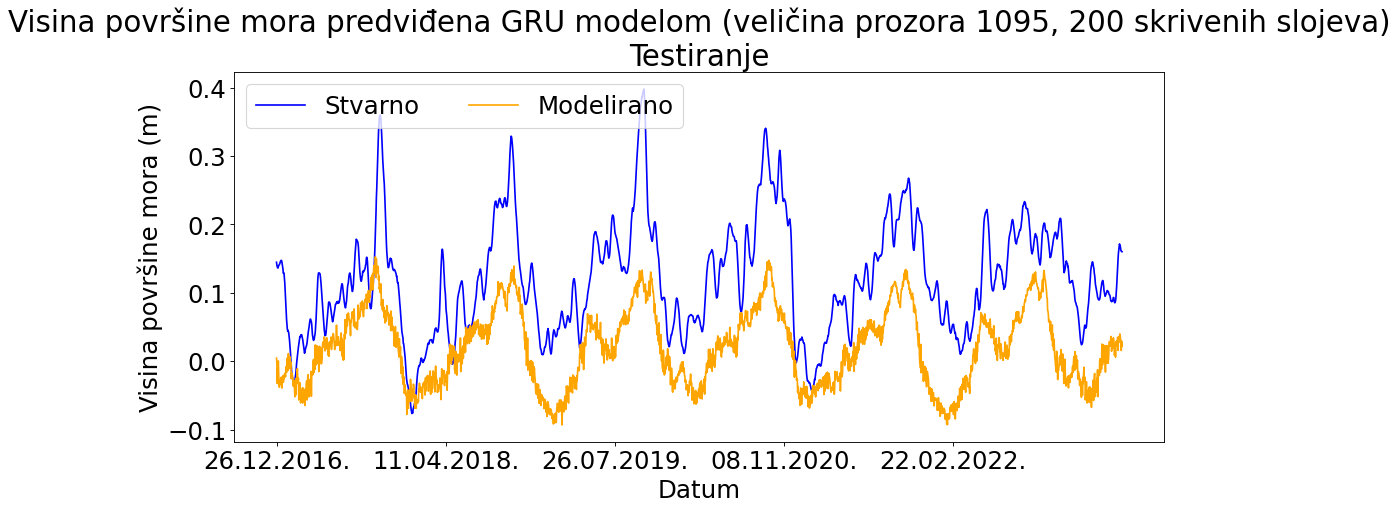 Visina površine mora predviđena GRU modelom (veličina prozora 1095, 200 skrivenih slojeva)
Testiranje
Stvarno
Modelirano
Visina površine mora (m)
0.4
0.3
0.2
0.1
0.0
−0.1
26.12.2016.
11.04.2018.
26.07.2019.
08.11.2020.
22.02.2022.
Datum